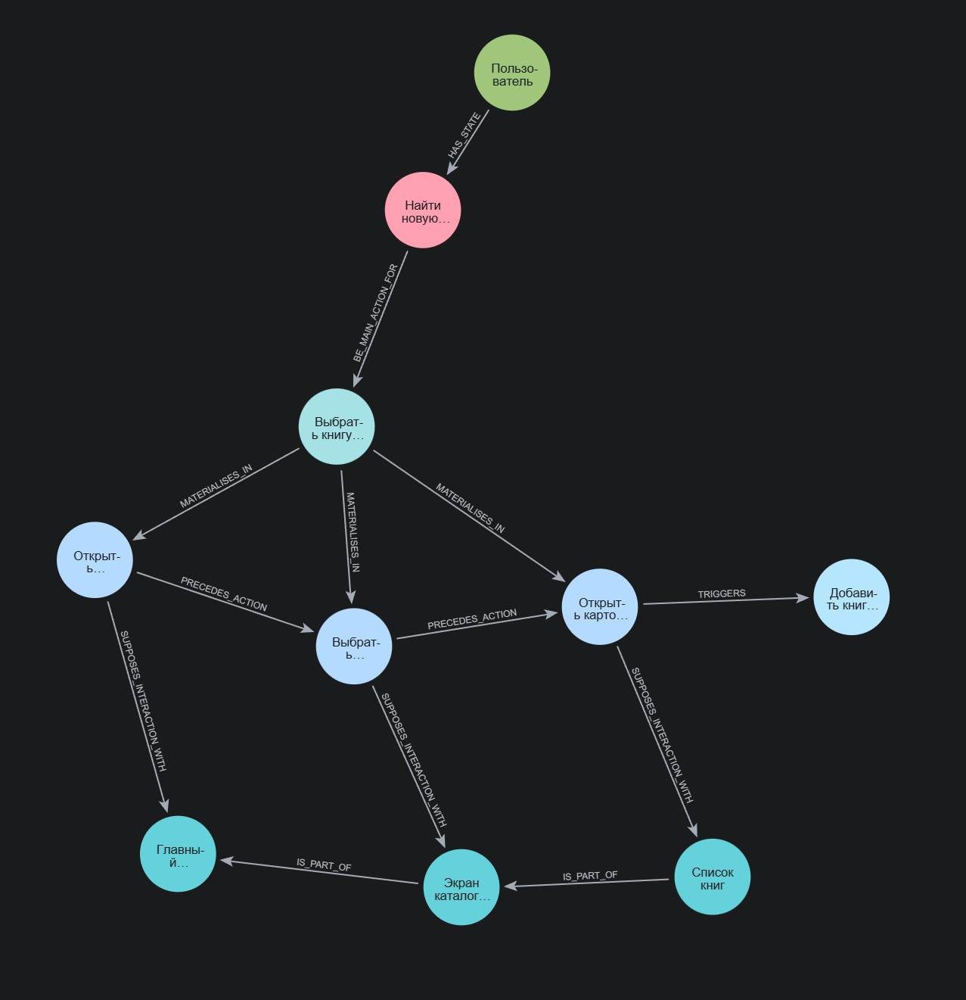 Пользо-
ватель
HAS_STATE
Найти
новую…
BE_MAIN_ACTION_FOR
Выбрат-
ь книгу…
MATERIALISES_IN
MATERIALISES_IN
MATERIALISES_IN
Открыт-
ь…
PRECEDES_ACTION
Выбрат-
ь…
PRECEDES_ACTION
Открыт-
ь карто…
TRIGGERS
Добави-
ть книг…
SUPPOSES_INTERACTION_WITH
SUPPOSES_INTERACTION_WITH
SUPPOSES_INTERACTION_WITH
Главны-
й…
IS_PART_OF
Экран
каталог…
IS_PART_OF
Список
книг